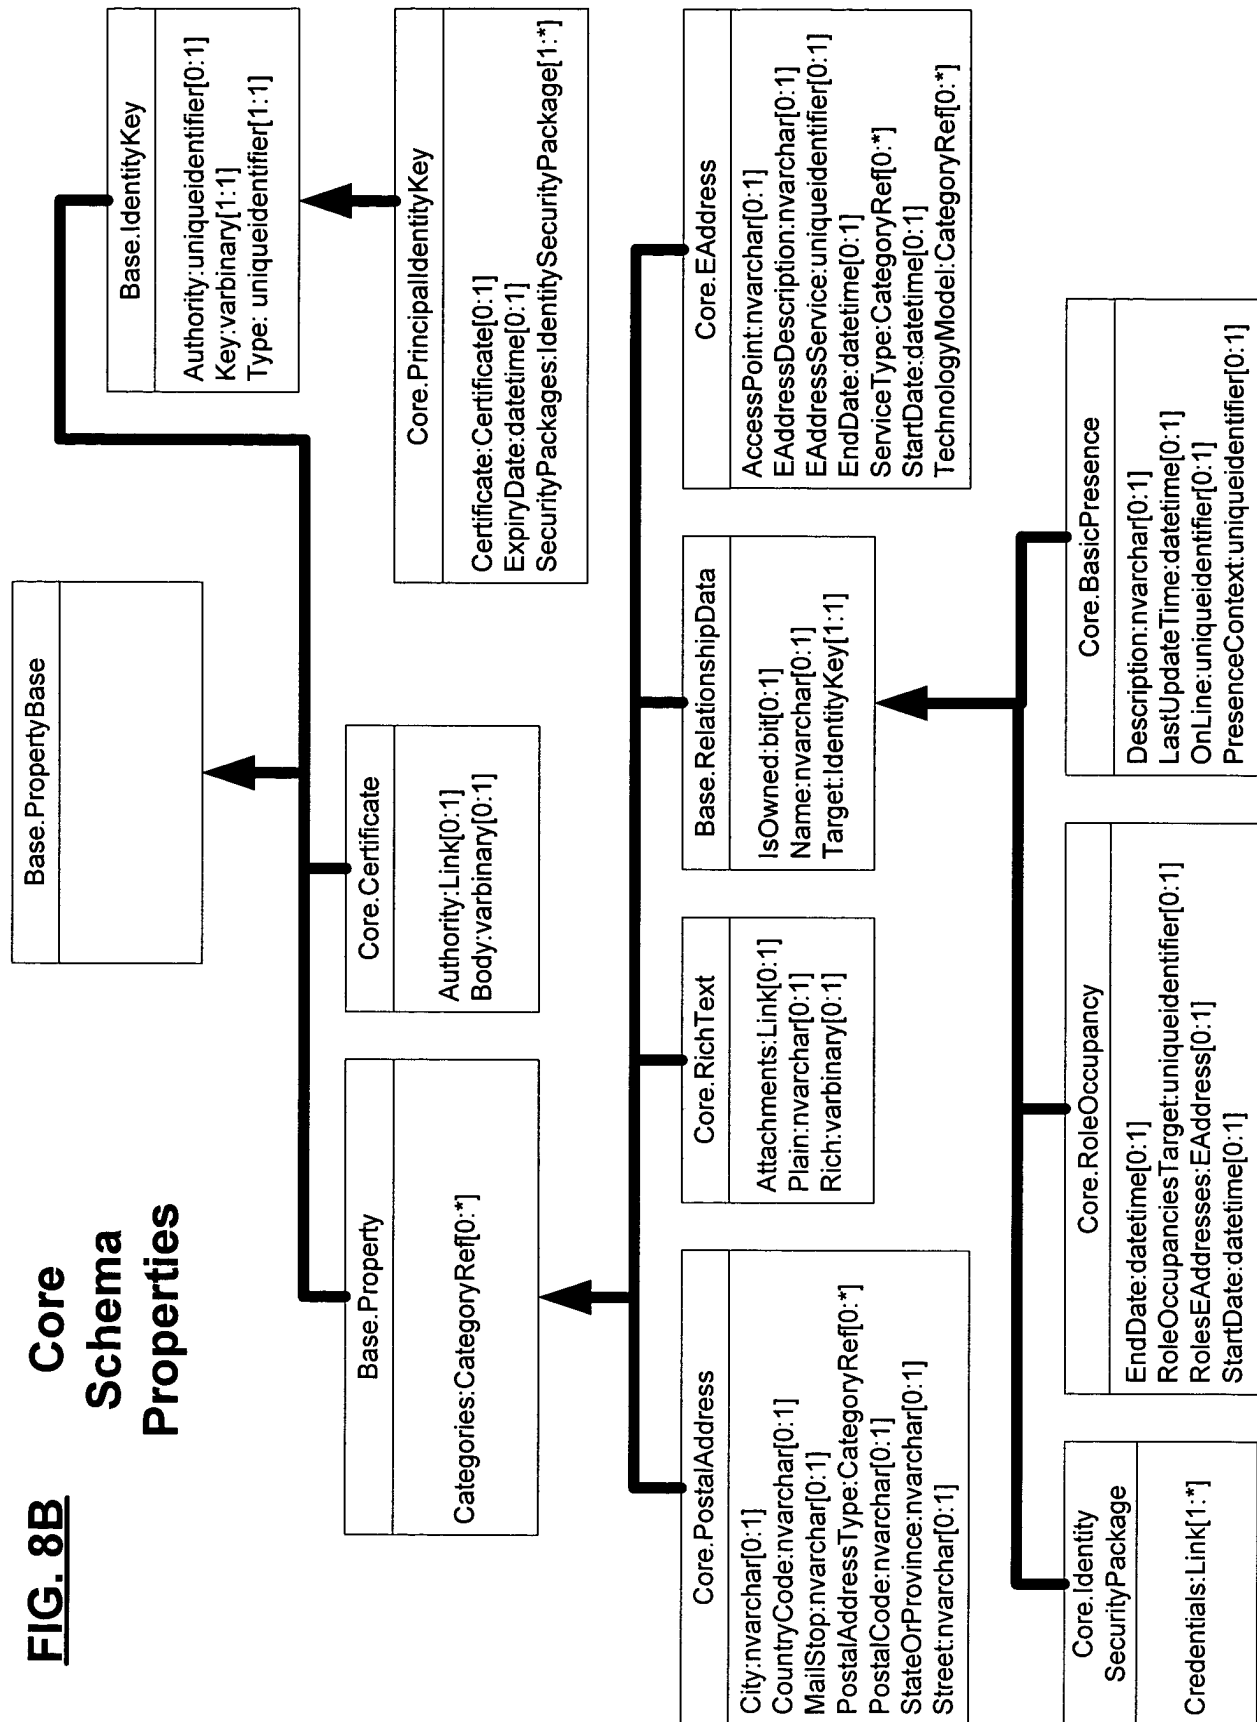 FIG. 8B
Core
Schema
Properties
Base.PropertyBase
Base.Property
Categories:CategoryRef[0:*]
Core.Certificate
Authority:Link[0:1]
Body:varbinary[0:1]
Base.IdentityKey
Authority:uniqueidentifier[0:1]
Key:varbinary[1:1]
Type: uniqueidentifier[1:1]
Core.PrincipalIdentityKey
Certificate:Certificate[0:1]
ExpiryDate:datetime[0:1]
SecurityPackages:IdentitySecurityPackage[1:*]
Core.PostalAddress
City:nvarchar[0:1]
CountryCode:nvarchar[0:1]
MailStop:nvarchar[0:1]
PostalAddressType:CategoryRef[0:*]
PostalCode:nvarchar[0:1]
StateOrProvince:nvarchar[0:1]
Street:nvarchar[0:1]
Core.RichText
Attachments:Link[0:1]
Plain:nvarchar[0:1]
Rich:varbinary[0:1]
Base.RelationshipData
IsOwned:bit[0:1]
Name:nvarchar[0:1]
Target:IdentityKey[1:1]
Core.EAddress
AccessPoint:nvarchar[0:1]
EAddressDescription:nvarchar[0:1]
EAddressService:uniqueidentifier[0:1]
EndDate:datetime[0:1]
ServiceType:CategoryRef[0:*]
StartDate:datetime[0:1]
TechnologyModel:CategoryRef[0:*]
Core.Identity
SecurityPackage
Credentials:Link[1:*]
Core.RoleOccupancy
EndDate:datetime[0:1]
RoleOccupanciesTarget:uniqueidentifier[0:1]
RolesEAddresses:EAddress[0:1]
StartDate:datetime[0:1]
Core.BasicPresence
Description:nvarchar[0:1]
LastUpdateTime:datetime[0:1]
OnLine:uniqueidentifier[0:1]
PresenceContext:uniqueidentifier[0:1]